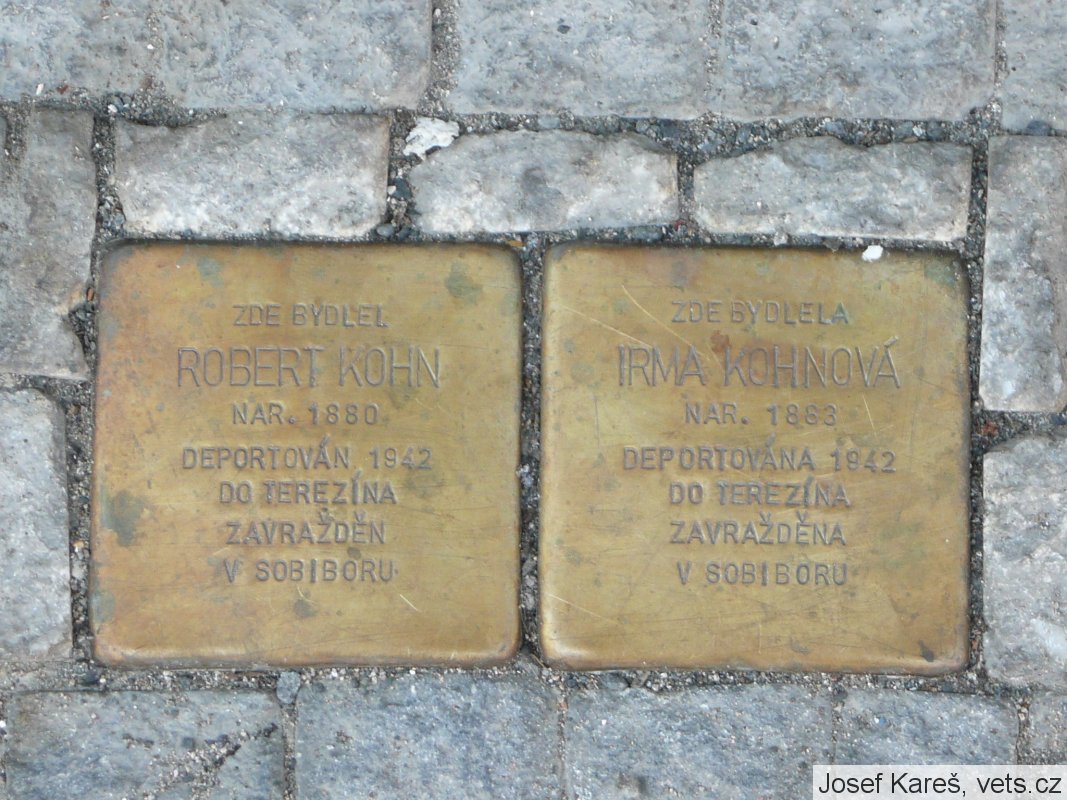 ZDE BYDLEL
ROBERT KOHN
NAR. 1880
DEPORTOVÁN 1942
DO TEREZÍNA
ZAVRAŽDĚN
V SOBIBORU
ZDE BYDLELA
IRMA KOHNOVÁ
NAR. 1883
DEPORTOVÁNA 1942
DO TEREZÍNA
ZAVRAŽDĚNA
V SOBIBORU
Josef Kareš, vets.cz